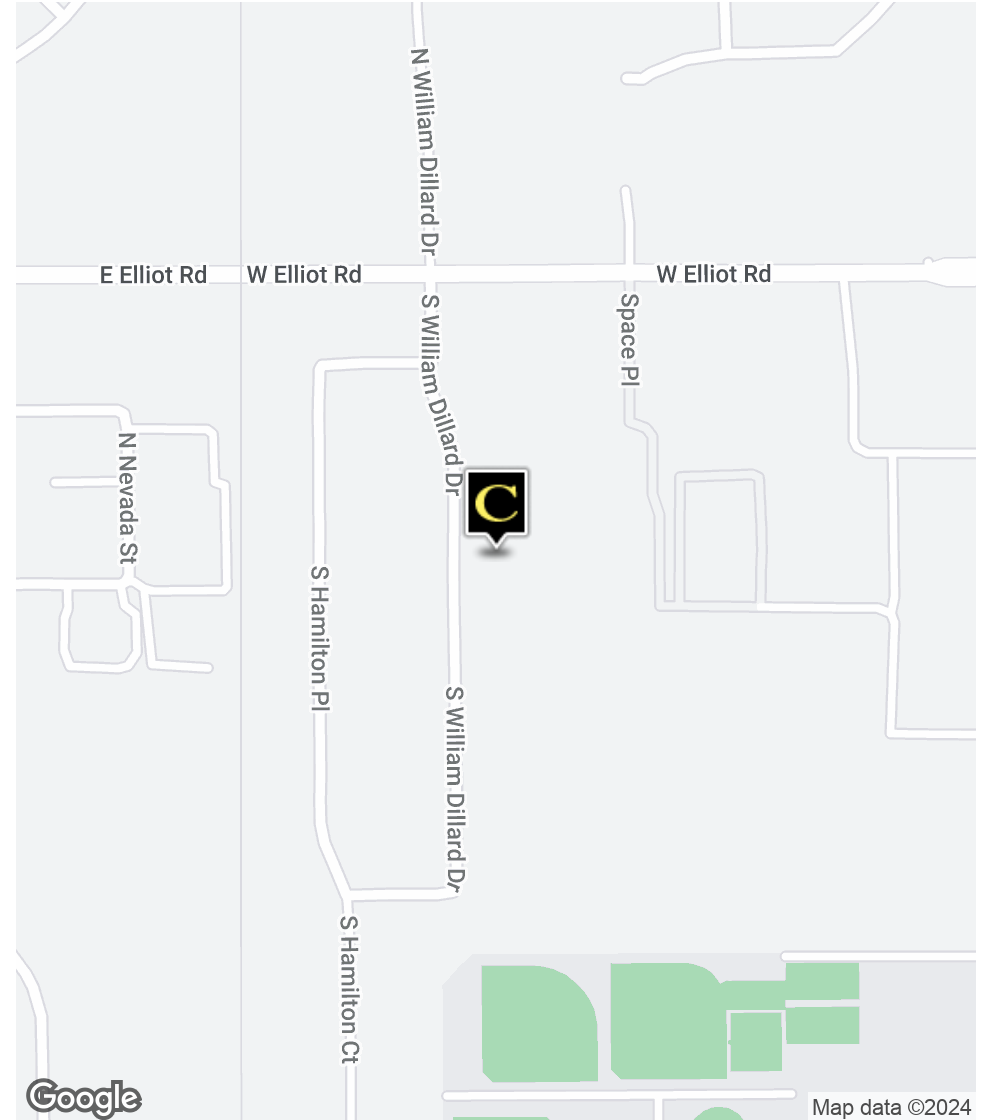 N William Dillard Dr
E Elliot Rd
W Elliot Rd
W Elliot Rd
S William Dillard Dr
Space Pl
N Nevada St
C
S Hamilton Pl
S William Dillard Dr
S Hamilton Ct
Google
Map data ©2024